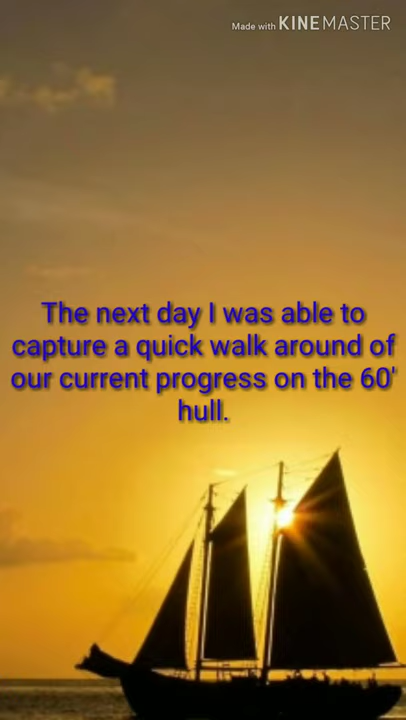 Made with KINEMASTER
The next day I was able to
capture a quick walk around of
our current progress on the 60'
hull.